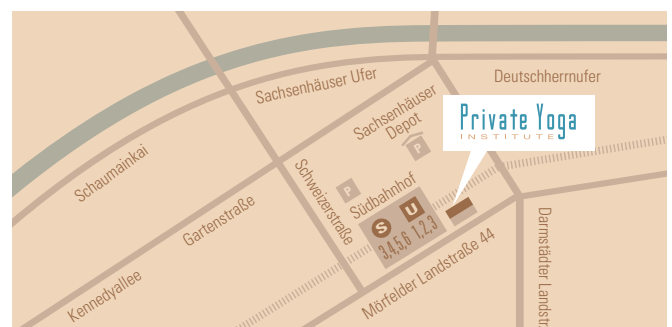 Sachsenhäuser Ufer
Deutschherrnufer
Private Yoga
INSTITUTE
Sachsenhäuser
Depot
P
Schaumainkai
P
Schweizerstraße
Südbahnhof
Gartenstraße
S
U
3,4,5,6
1,2,3
Kennedyallee
Mörfelder Landstraße 44
Darmstädter Landstr